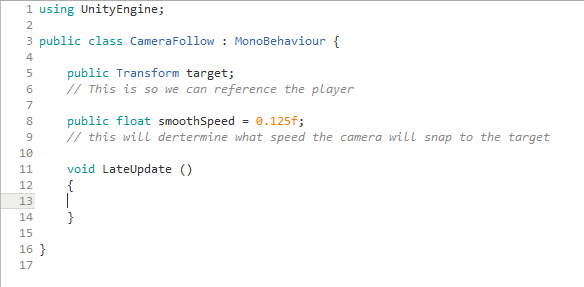 1 using UnityEngine;
2
3 public class CameraFollow : MonoBehaviour {
4
5     public Transform target;
6     // This is so we can reference the player
7
8     public float smoothSpeed = 0.125f;
9     // this will dertermine what speed the camera will snap to the target
10
11     void LateUpdate ()
12     {
13
14     }
15
16 }
17